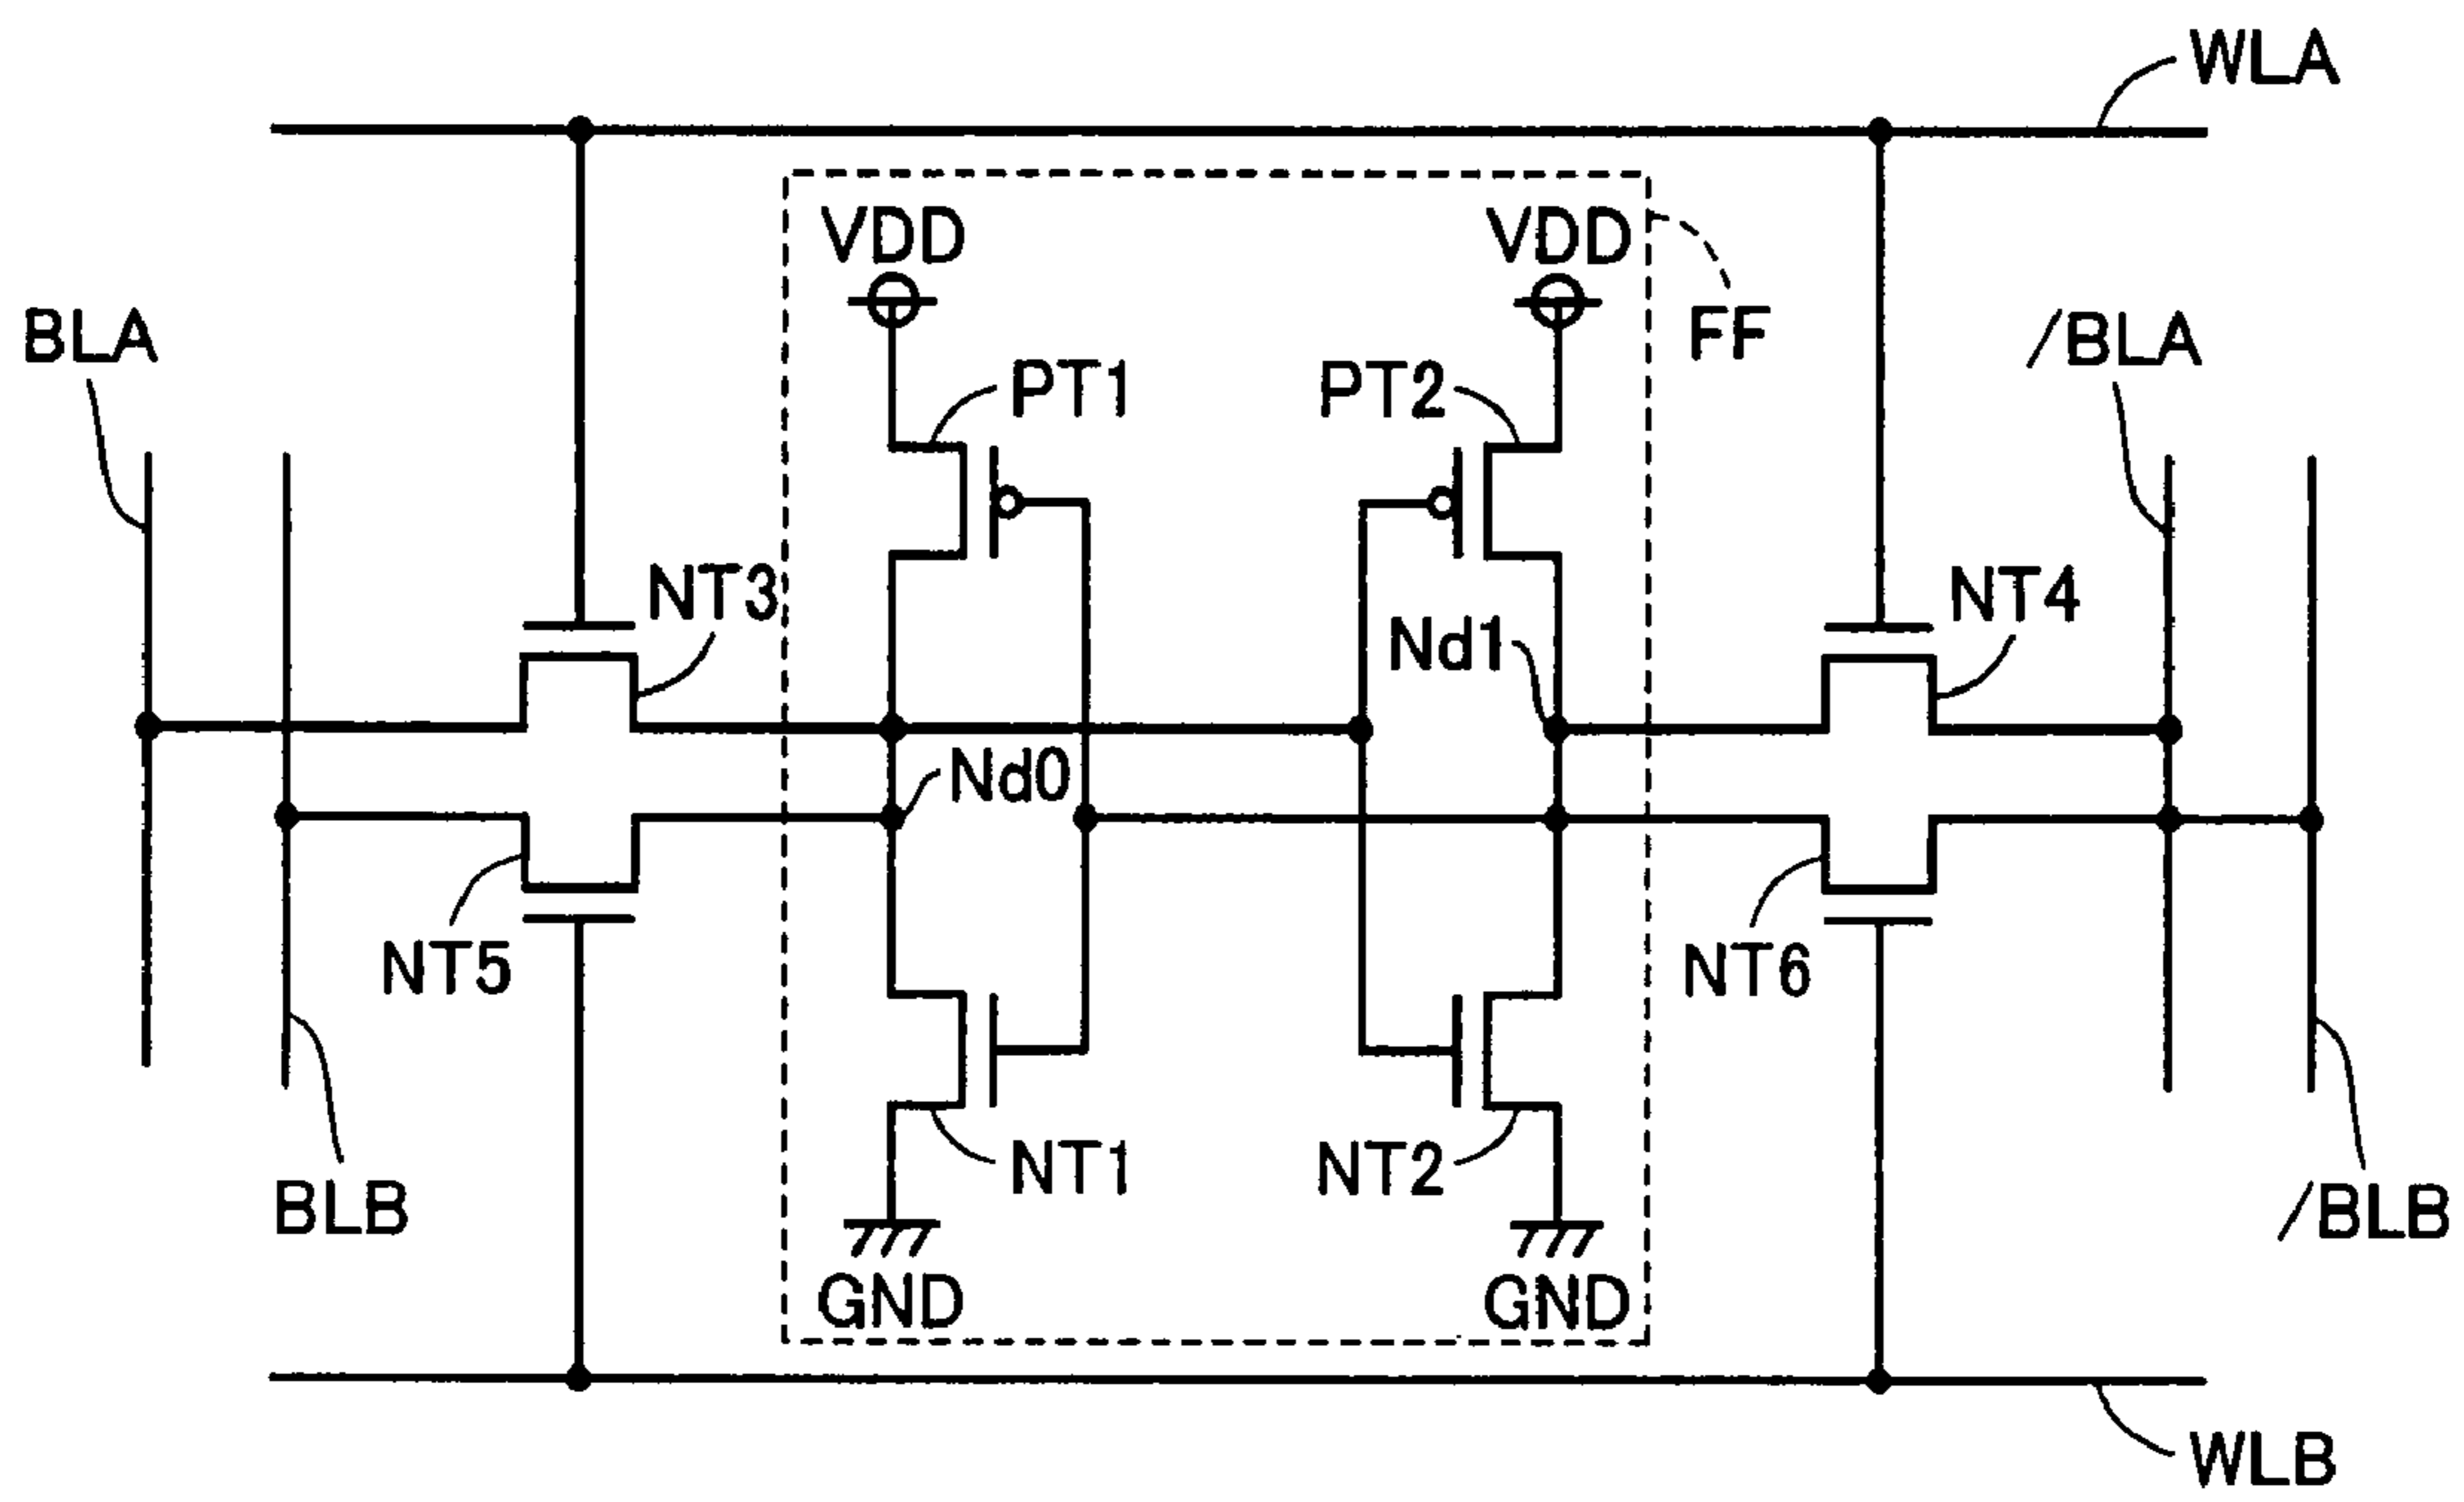 WLA
VDD
VDD
BLA
FF
/BLA
PT1
PT2
NT3
NT4
Nd1
Nd0
NT5
NT6
NT1
NT2
BLB
/BLB
GND
GND
WLB